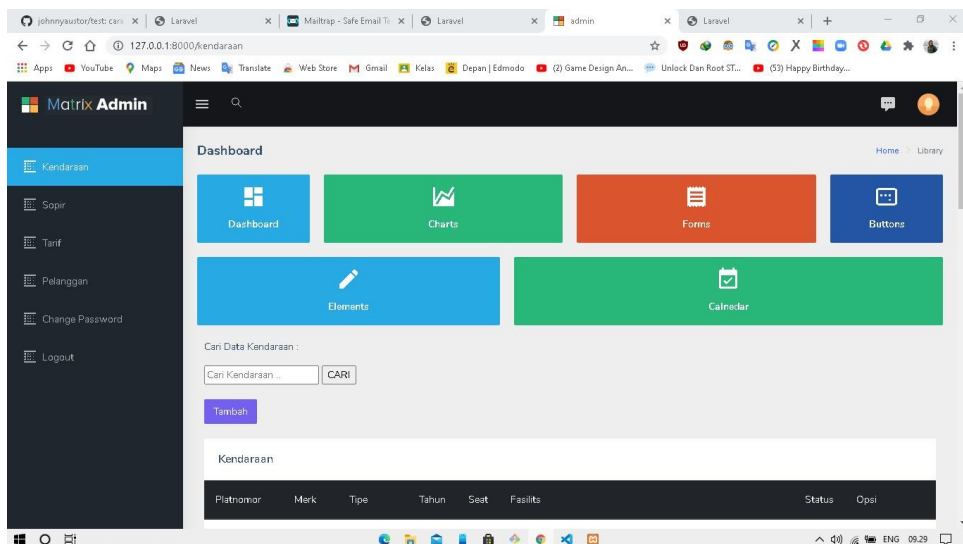 johnnyaustor/test: cara Laravel Mailtrap - Safe Email Te Laravel admin Laravel
127.0.0.1:8000/kendaraan
Apps YouTube Maps News Translate Web Store Gmail Kelas Depan | Edmodo (2) Game Design An... Unlock Dan Root ST... (53) Happy Birthday...
Matrix Admin
Dashboard
Home > Library
Kendaraan
Sopir
Tarif
Pelanggan
Change Password
Logout
Dashboard Charts Forms Buttons
Elements Calnedar
Cari Data Kendaraan :
Cari Kendaraan .. CARI
Tambah
Kendaraan
Platnomor Merk Tipe Tahun Seat Fasilits Status Opsi
ENG 09.29